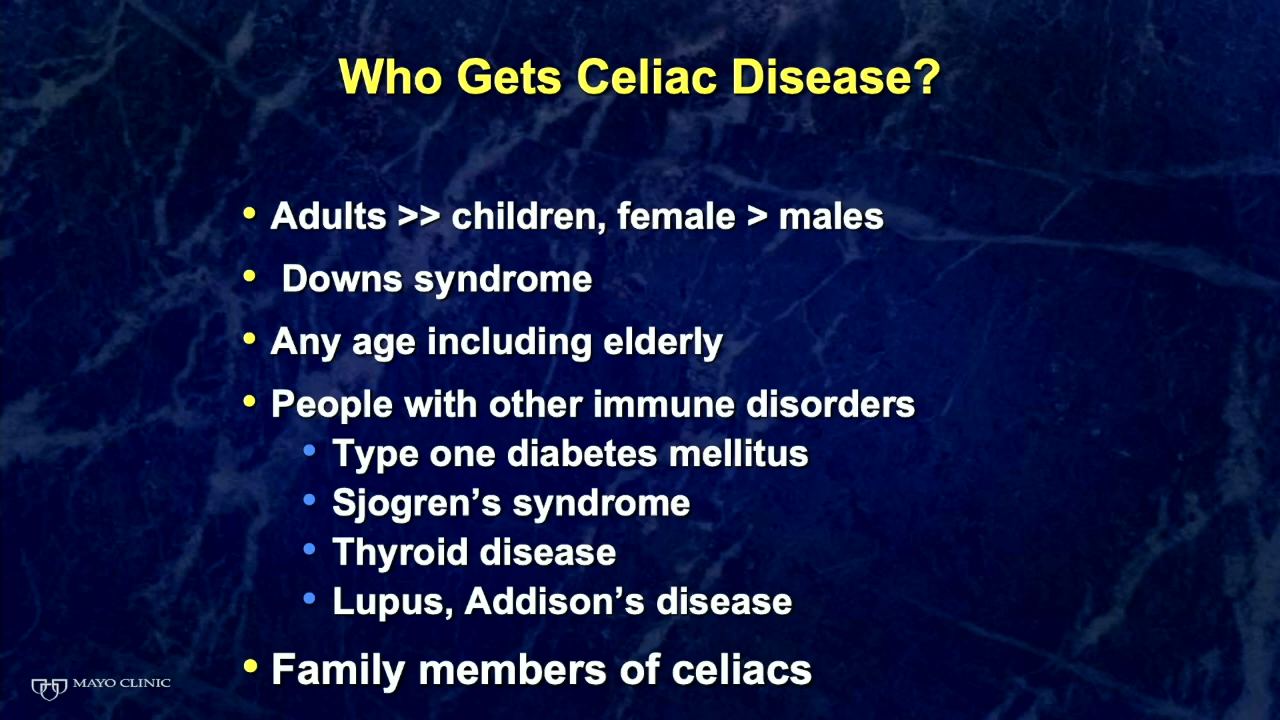 Who Gets Celiac Disease?
• Adults >> children, female > males
• Downs syndrome
• Any age including elderly
• People with other immune disorders
• Type one diabetes mellitus
• Sjogren’s syndrome
• Thyroid disease
• Lupus, Addison’s disease
• Family members of celiacs
MAYO CLINIC